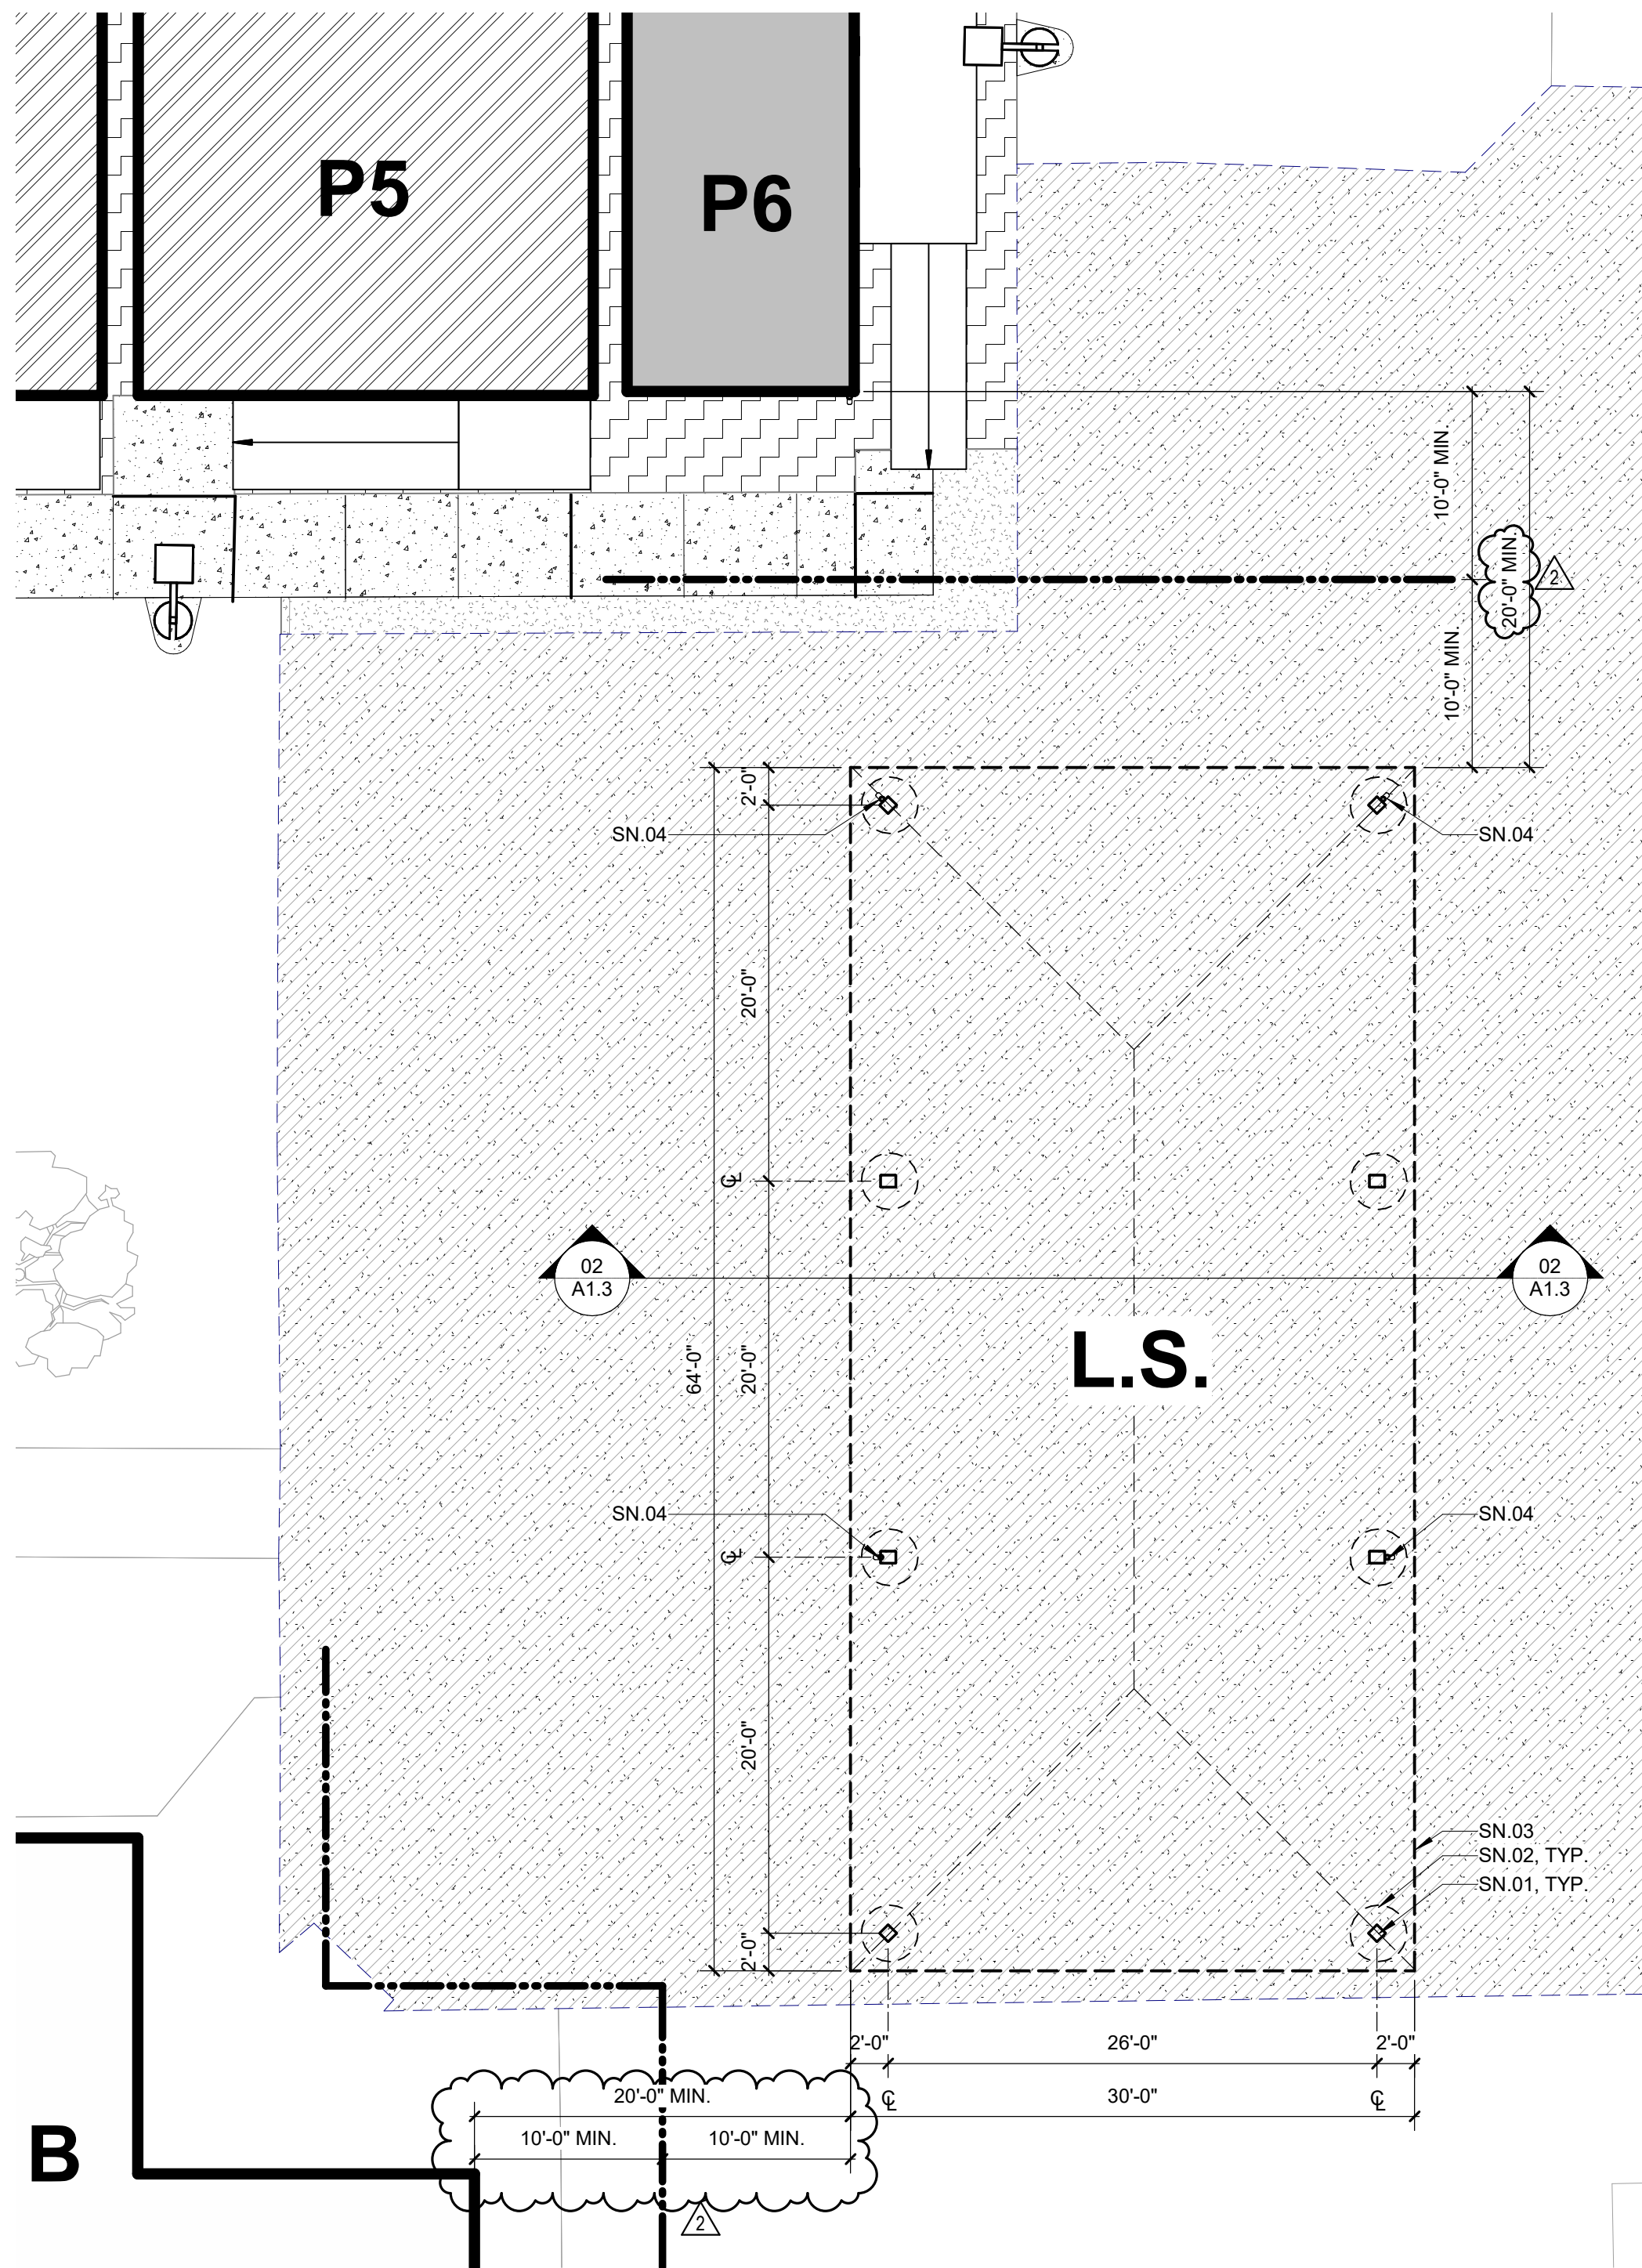 P5
P6
10'-0" MIN.
20'-0" MIN.
2
10'-0" MIN.
2'-0"
SN.04
SN.04
20'-0"
℄
02
A1.3
02
A1.3
L.S.
64'-0"
20'-0"
SN.04
SN.04
℄
20'-0"
SN.03
SN.02, TYP.
SN.01, TYP.
2'-0"
2'-0"
26'-0"
2'-0"
20'-0" MIN.
℄
30'-0"
℄
10'-0" MIN.
10'-0" MIN.
B
2